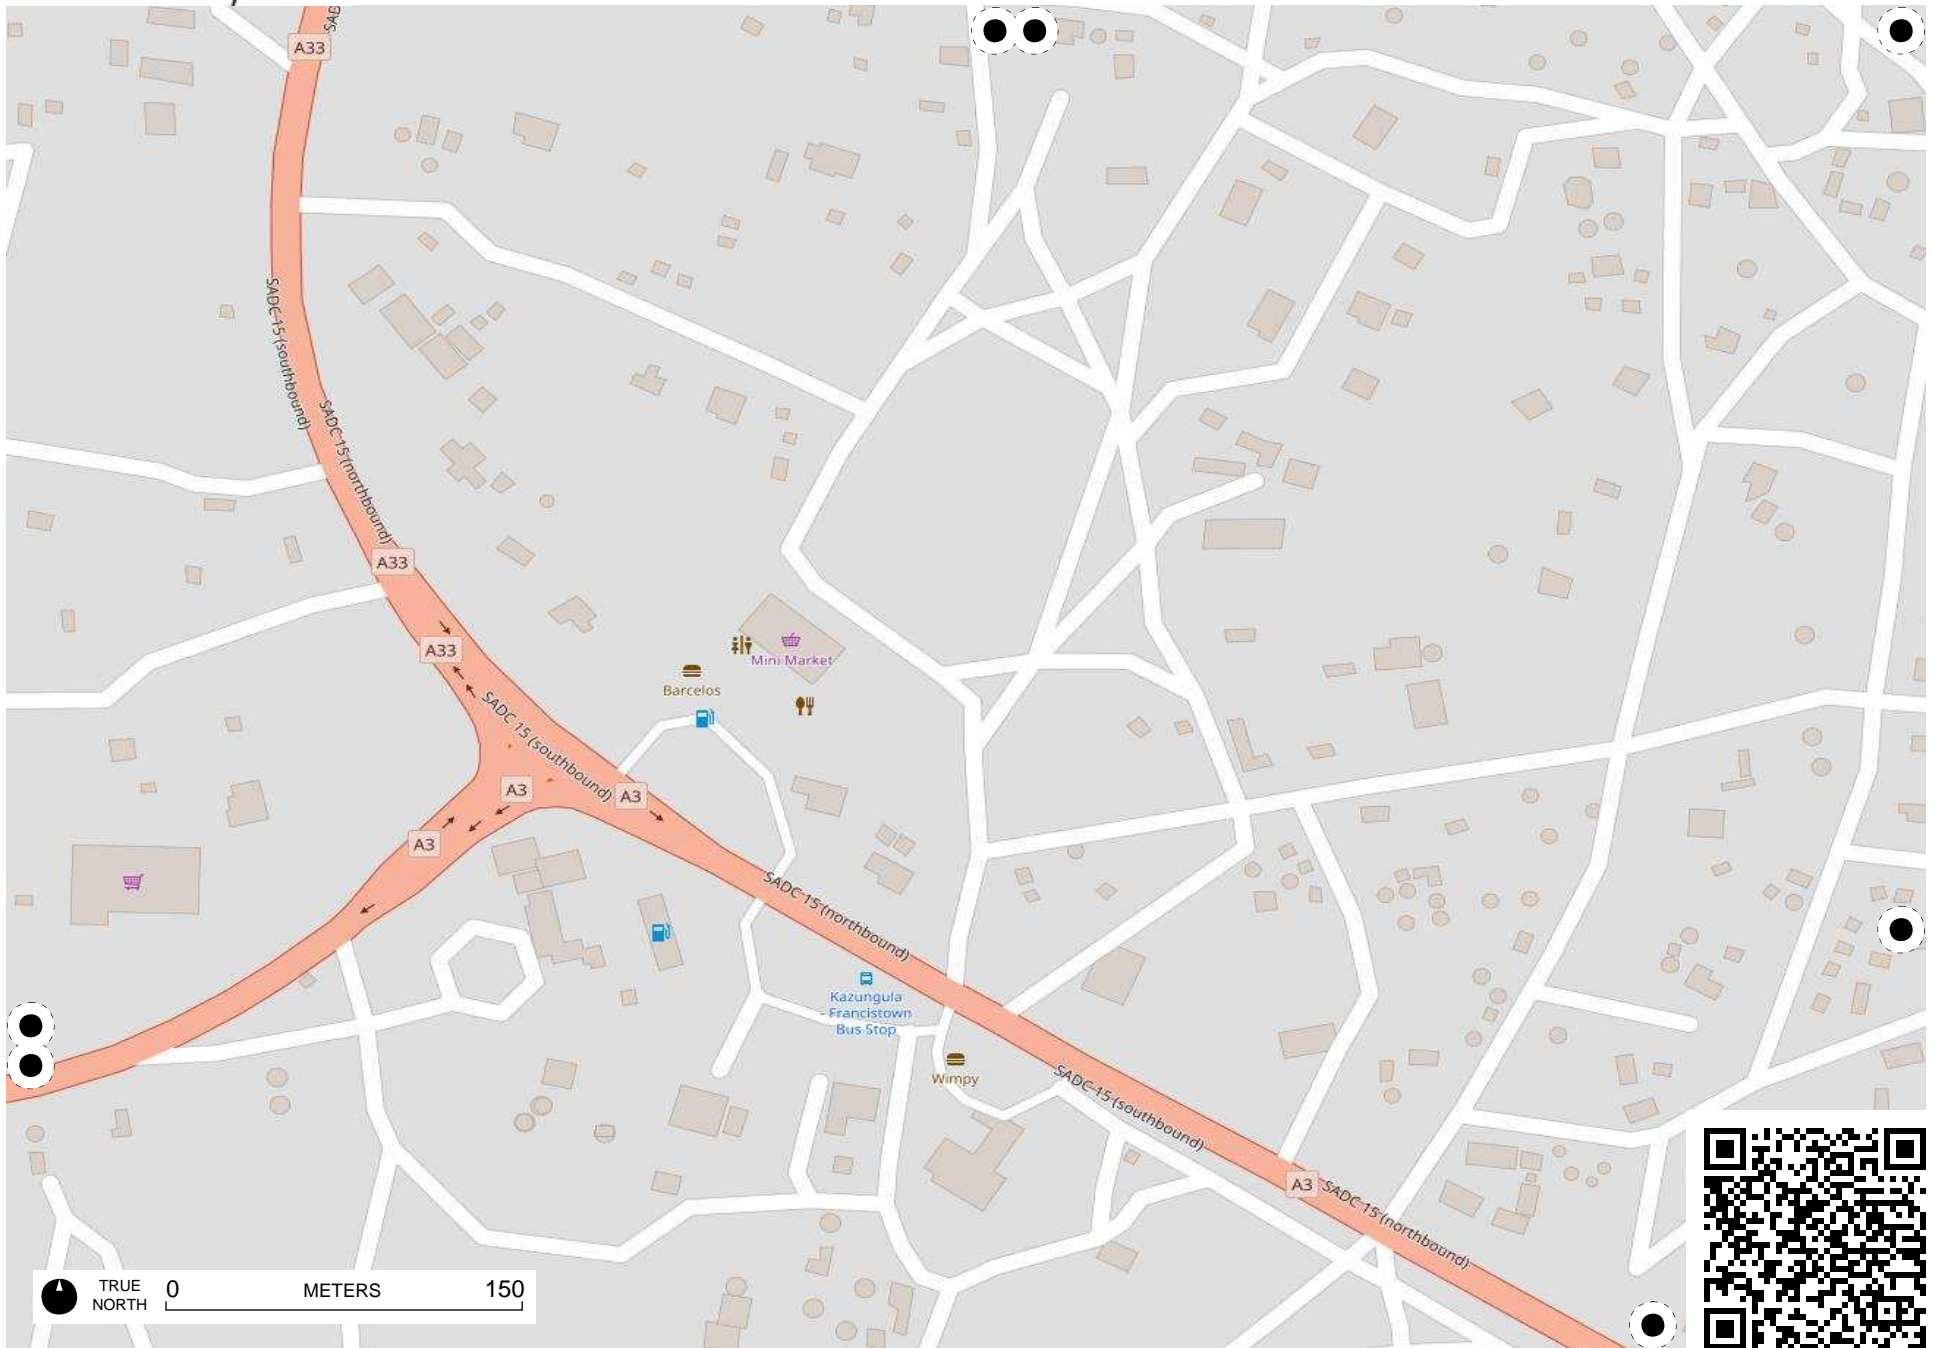 SADC
A33
SADC 15 (southbound)
SADC 15 (northbound)
A33
A33
Mini Market
Barcelos
SADC 15 (southbound)
A3
A3
A3
SADC 15 (northbound)
Kazungula
- Francistown
Bus Stop
Wimpy
SADC 15 (southbound)
A3
SADC 15 (northbound)
TRUE
NORTH
0
METERS
150